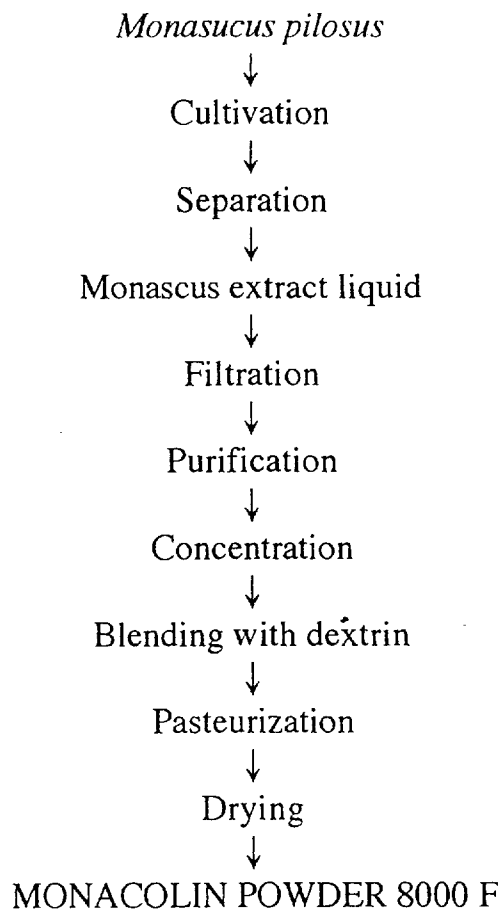 Monasucus pilosus
↓
Cultivation
↓
Separation
↓
Monascus extract liquid
↓
Filtration
↓
Purification
↓
Concentration
↓
Blending with dextrin
↓
Pasteurization
↓
Drying
↓
MONACOLIN POWDER 8000 F